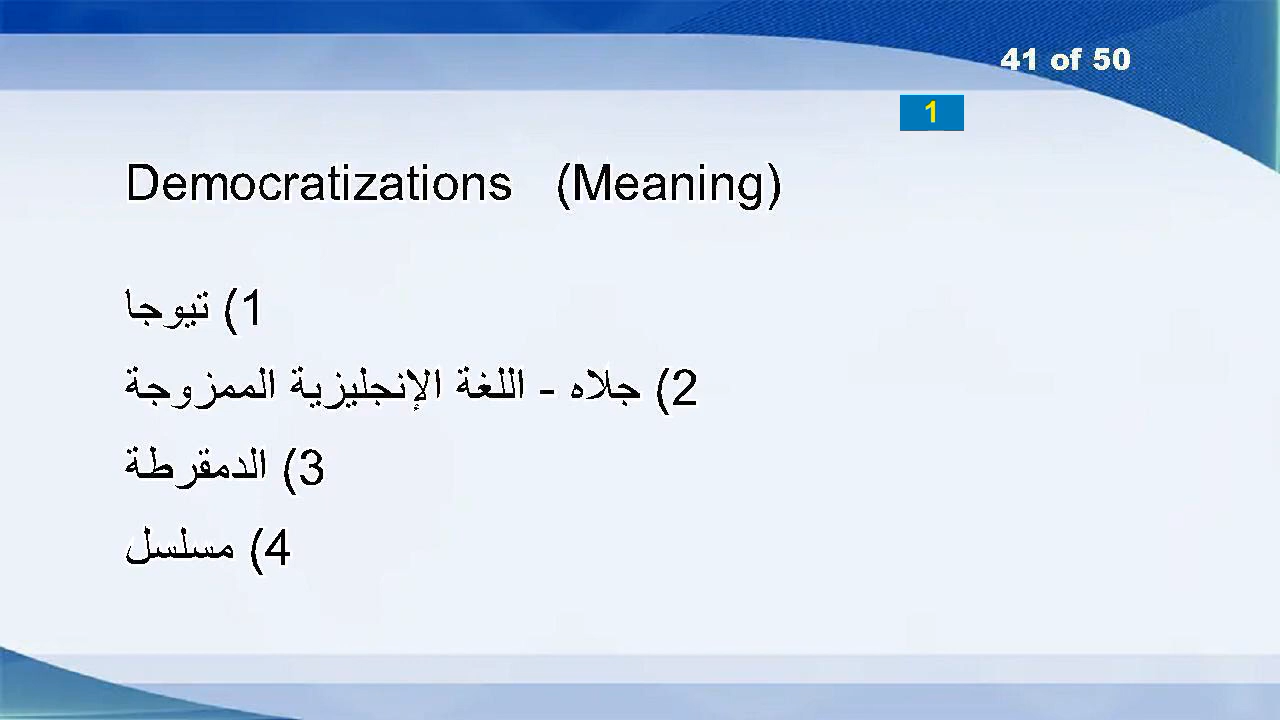 41 of 50
1
Democratizations (Meaning)
1) تيوجا
2) جلاه - اللغة الإنجليزية الممزوجة
3) الدمقرطة
4) مسلسل